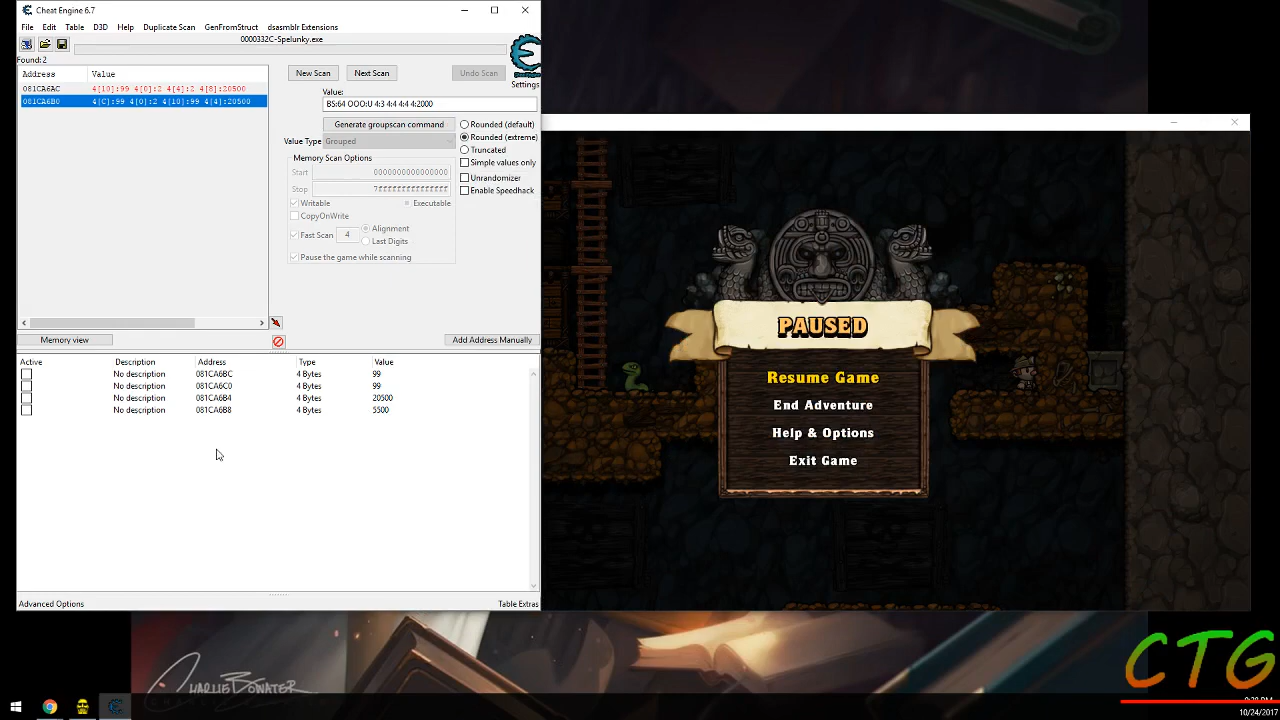 Cheat Engine 6.7
File Edit Table D3D Help Duplicate Scan GenFromStruct dsasmblr Extensions
0000332C-Spelunky.exe
Found: 2
Address Value
081CA6AC 4[10]:99 4[0]:2 4[4]:2 4[8]:20500
081CA6B0 4[C]:99 4[0]:2 4[10]:99 4[4]:20500
New Scan Next Scan Undo Scan
Settings
Value:
BS:64 OOO:U 4:3 4:4 4:4 4:2000
Generate groupscan command
Value Type Grouped
Rounded (default)
Rounded (extreme)
Truncated
Simple values only
Unrandomizer
Enable Speedhack
Memory Scan Options
Start 0000000000000000
Stop 7fffffffffffffff
Writable Executable
CopyOnWrite
Fast Scan 4 Alignment
Last Digits
Pause the game while scanning
Memory view Add Address Manually
Active Description Address Type Value
No description 081CA6BC 4 Bytes 99
No description 081CA6C0 4 Bytes 99
No description 081CA6B4 4 Bytes 20500
No description 081CA6B8 4 Bytes 5500
Advanced Options Table Extras
PAUSED
Resume Game
End Adventure
Help & Options
Exit Game
CHARLIE BOWATER
CTG
10/24/2017